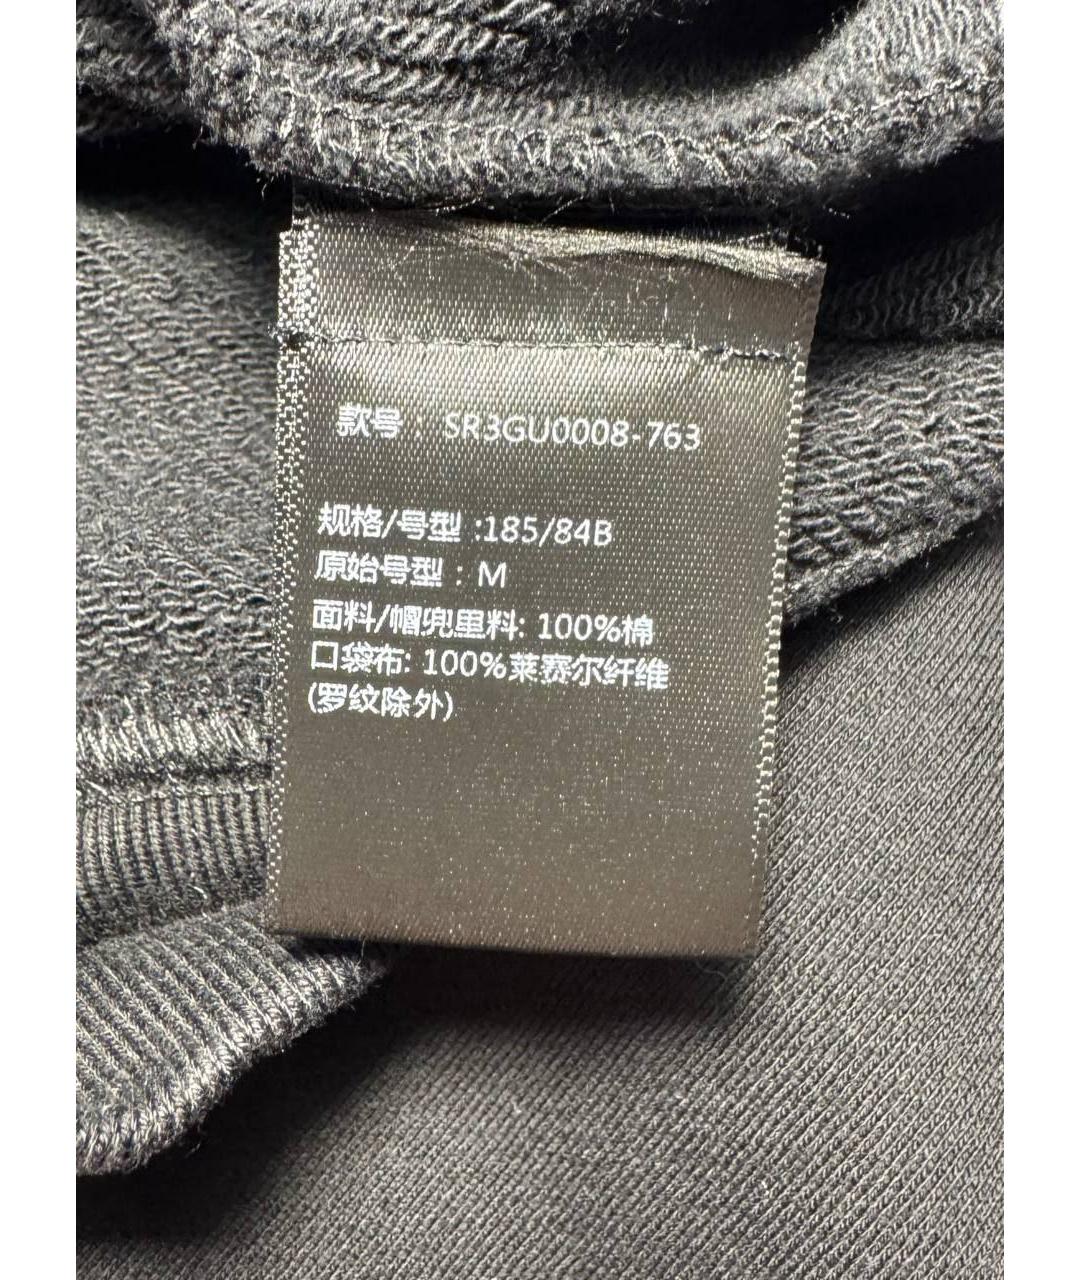 款号： SR3GU0008-763
规格/号型 :185/84B
原始号型 : M
面料/帽兜里料: 100%棉
口袋布: 100%莱赛尔纤维
(罗纹除外)